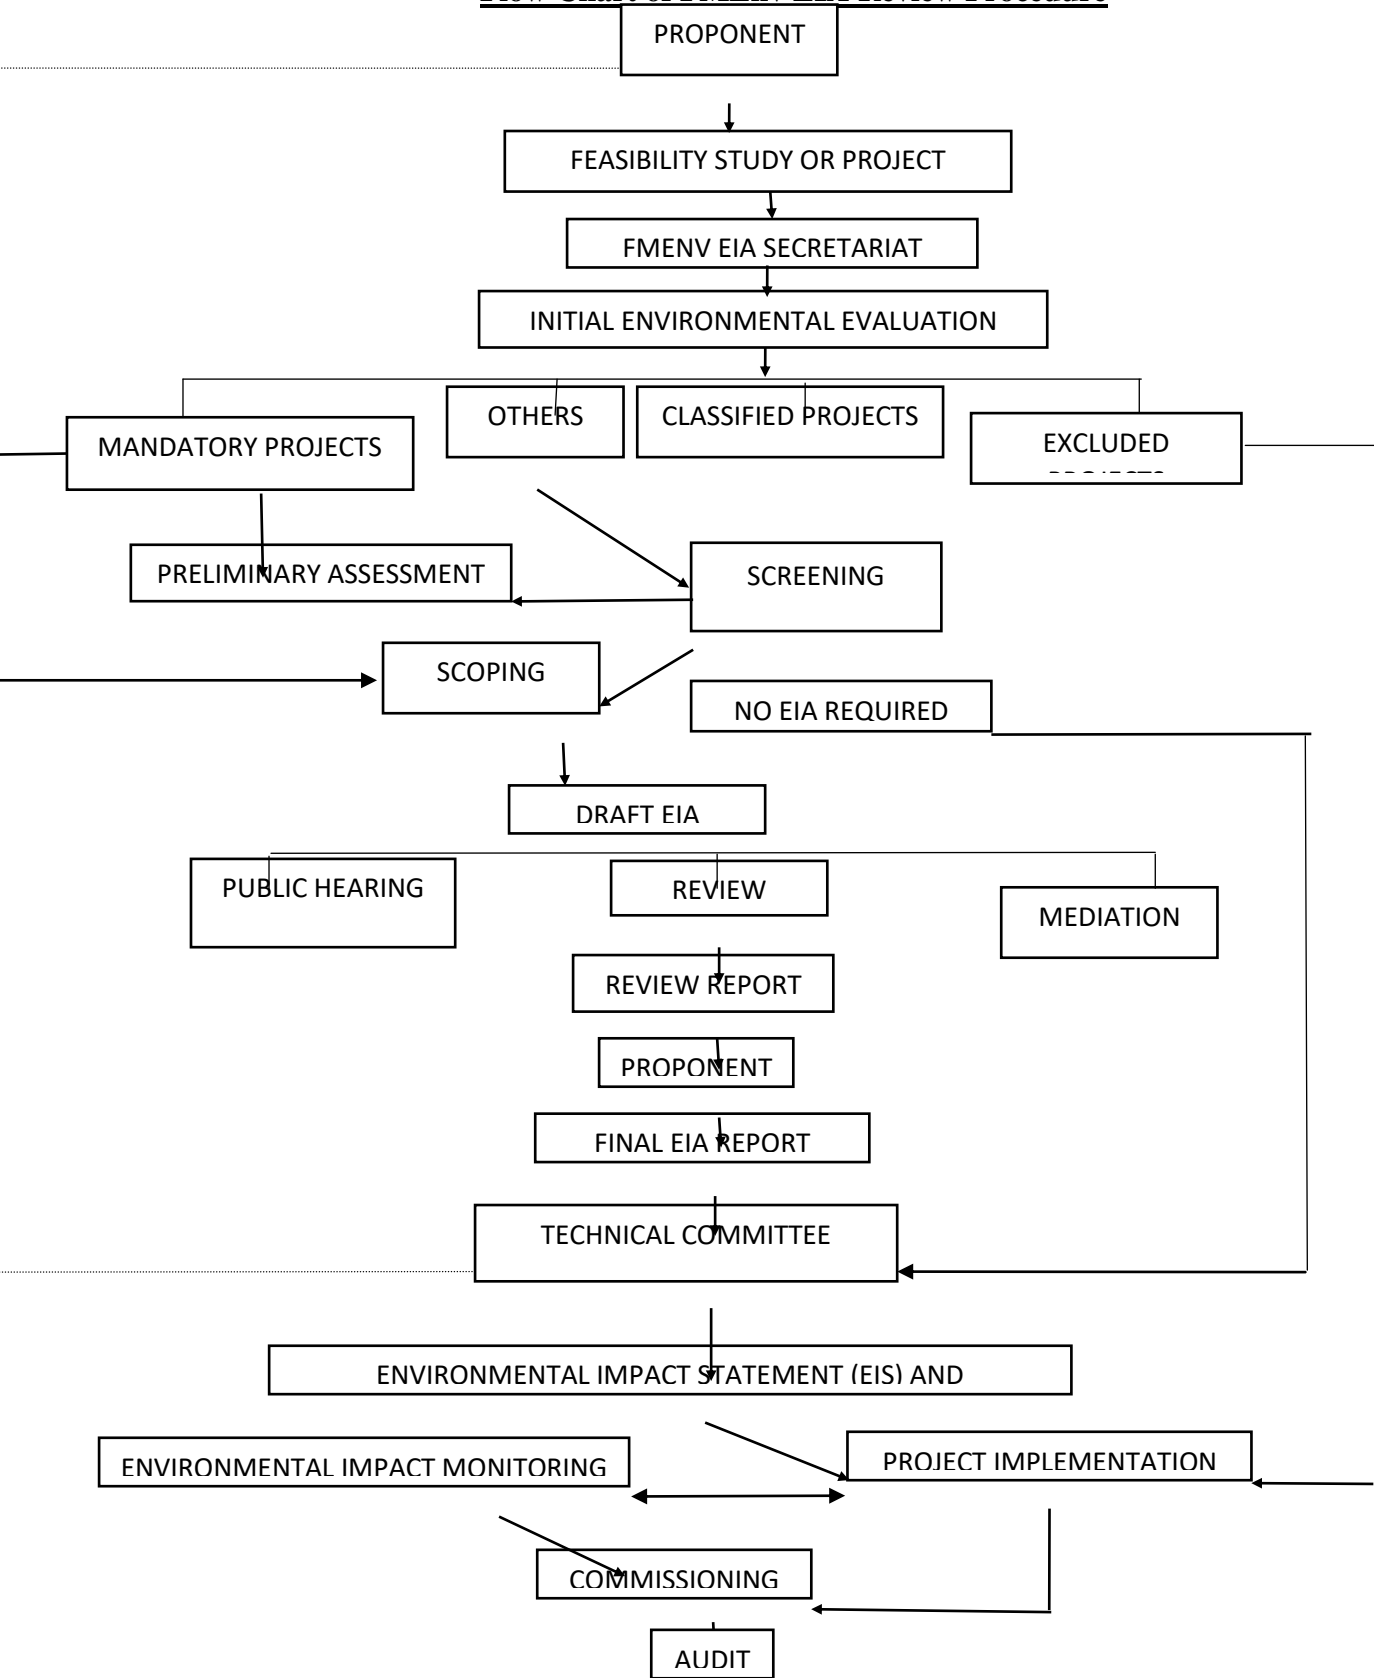 PROPONENT
FEASIBILITY STUDY OR PROJECT
FMENV EIA SECRETARIAT
INITIAL ENVIRONMENTAL EVALUATION
OTHERS
CLASSIFIED PROJECTS
MANDATORY PROJECTS
EXCLUDED
PRELIMINARY ASSESSMENT
SCREENING
SCOPING
NO EIA REQUIRED
DRAFT EIA
PUBLIC HEARING
REVIEW
MEDIATION
REVIEW REPORT
PROPONENT
FINAL EIA REPORT
TECHNICAL COMMITTEE
ENVIRONMENTAL IMPACT STATEMENT (EIS) AND
ENVIRONMENTAL IMPACT MONITORING
PROJECT IMPLEMENTATION
COMMISSIONING
AUDIT